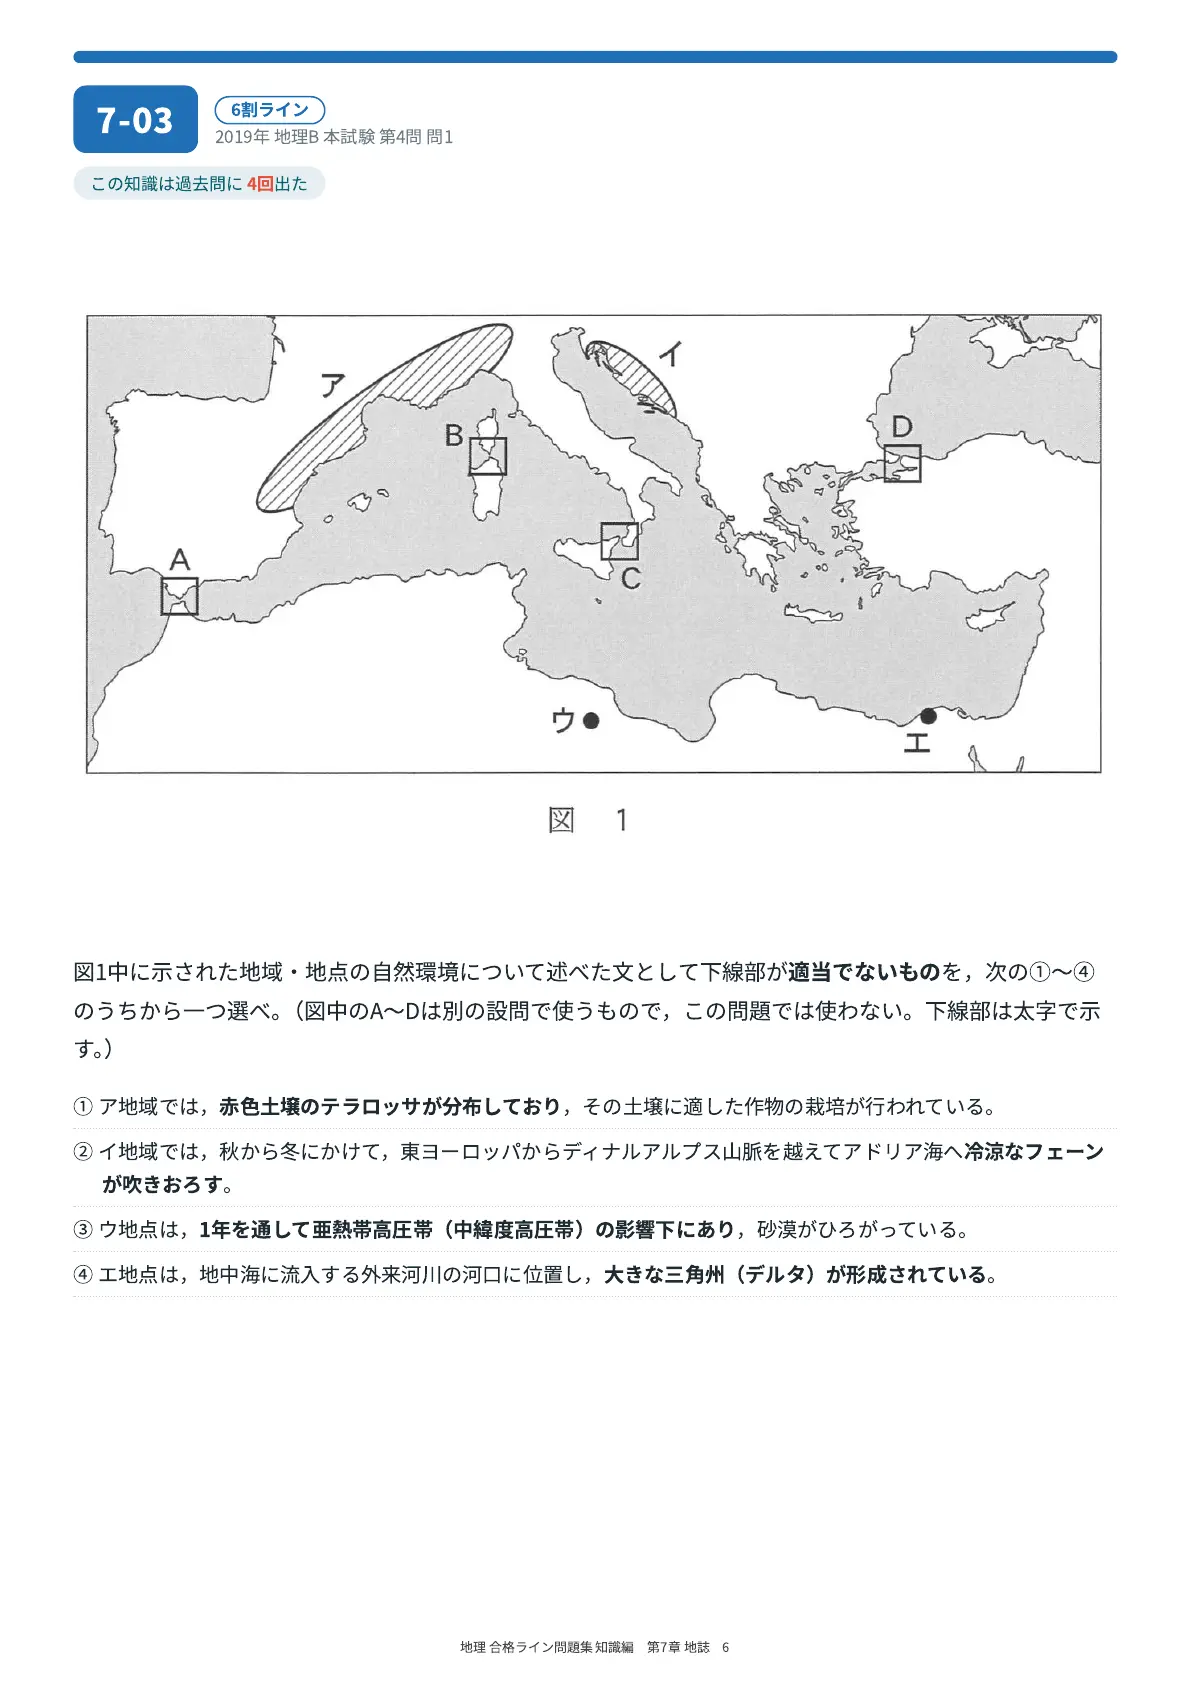 7-03
6割ライン
2019年 地理B 本試験 第4問 問1
この知識は過去問に 4回出た
ア
イ
B
D
A
C
ウ
エ
図 1
図1中に示された地域・地点の自然環境について述べた文として下線部が適当でないものを，次の①〜④
のうちから一つ選べ。（図中のA〜Dは別の設問で使うもので，この問題では使わない。下線部は太字で示
す。）
① ア地域では，赤色土壌のテラロッサが分布しており，その土壌に適した作物の栽培が行われている。
② イ地域では，秋から冬にかけて，東ヨーロッパからディナルアルプス山脈を越えてアドリア海へ冷涼なフェーン
が吹きおろす。
③ ウ地点は，1年を通して亜熱帯高圧帯（中緯度高圧帯）の影響下にあり，砂漠がひろがっている。
④ エ地点は，地中海に流入する外来河川の河口に位置し，大きな三角州（デルタ）が形成されている。
地理 合格ライン問題集 知識編 第7章 地誌 6